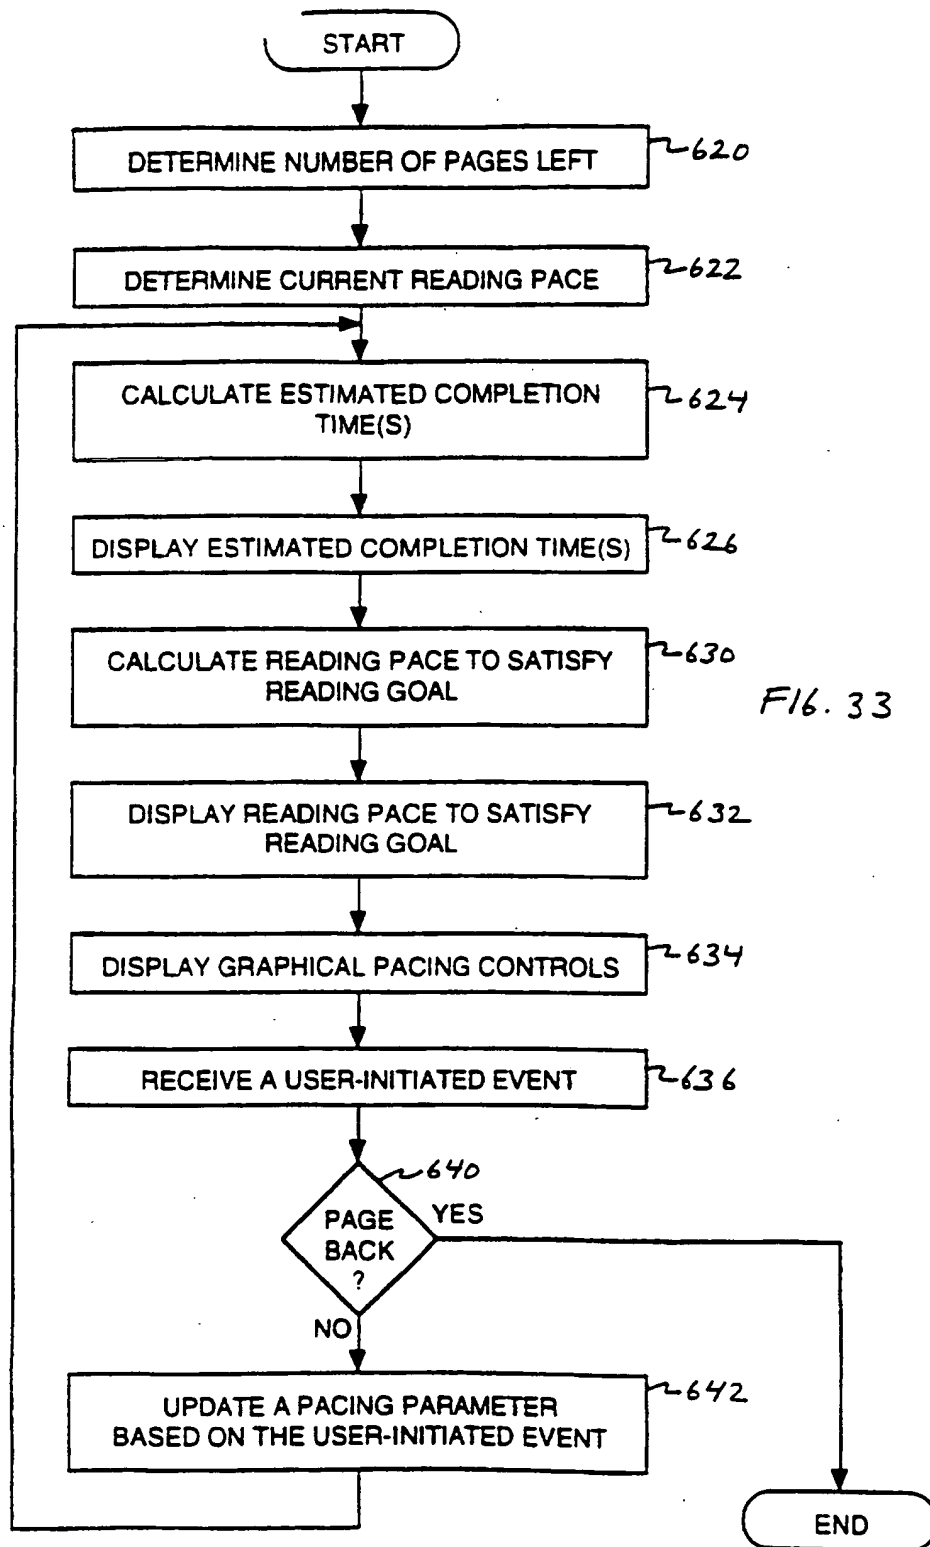 START
DETERMINE NUMBER OF PAGES LEFT
620
DETERMINE CURRENT READING PACE
622
CALCULATE ESTIMATED COMPLETION
TIME(S)
624
DISPLAY ESTIMATED COMPLETION TIME(S)
626
CALCULATE READING PACE TO SATISFY
READING GOAL
630
FIG. 33
DISPLAY READING PACE TO SATISFY
READING GOAL
632
DISPLAY GRAPHICAL PACING CONTROLS
634
RECEIVE A USER-INITIATED EVENT
636
640
PAGE
BACK
?
YES
NO
UPDATE A PACING PARAMETER
BASED ON THE USER-INITIATED EVENT
642
END